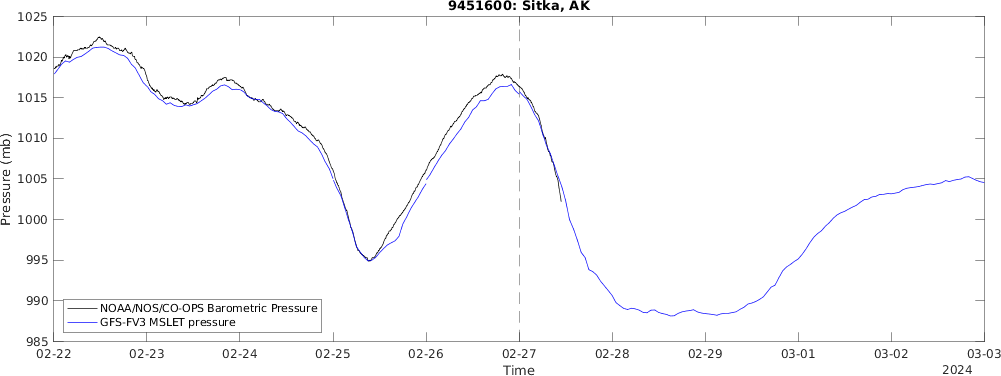 9451600: Sitka, AK
1025
1020
1015
1010
1005
1000
995
990
985
Pressure (mb)
NOAA/NOS/CO-OPS Barometric Pressure
GFS-FV3 MSLET pressure
02-22 02-23 02-24 02-25 02-26 02-27 02-28 02-29 03-01 03-02 03-03
Time
2024